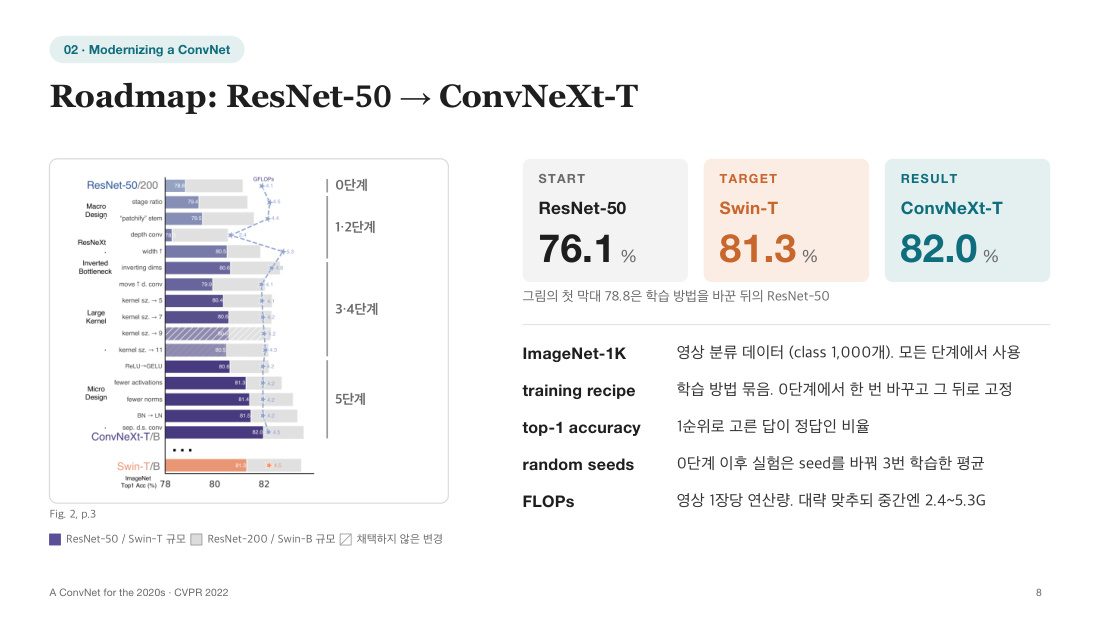 02 · Modernizing a ConvNet
Roadmap: ResNet-50 → ConvNeXt-T
GFLOPs
ResNet-50/200
stage ratio
Macro
Design
"patchify" stem
depth conv
ResNeXt
width ↑
Inverted
Bottleneck
inverting dims
move ↑ d. conv
kernel sz. → 5
Large
Kernel
kernel sz. → 7
kernel sz. → 9
kernel sz. → 11
ReLU→GELU
fewer activations
Micro
Design
fewer norms
BN → LN
sep. d.s. conv
ConvNeXt-T/B
82.0
...
Swin-T/B
ImageNet
Top1 Acc (%) 78 80 82
0단계
1·2단계
3·4단계
5단계
Fig. 2, p.3
ResNet-50 / Swin-T 규모 ResNet-200 / Swin-B 규모 채택하지 않은 변경
START
ResNet-50
76.1 %
TARGET
Swin-T
81.3 %
RESULT
ConvNeXt-T
82.0 %
그림의 첫 막대 78.8은 학습 방법을 바꾼 뒤의 ResNet-50
ImageNet-1K 영상 분류 데이터 (class 1,000개). 모든 단계에서 사용
training recipe 학습 방법 묶음. 0단계에서 한 번 바꾸고 그 뒤로 고정
top-1 accuracy 1순위로 고른 답이 정답인 비율
random seeds 0단계 이후 실험은 seed를 바꿔 3번 학습한 평균
FLOPs 영상 1장당 연산량. 대략 맞추되 중간엔 2.4~5.3G
A ConvNet for the 2020s · CVPR 2022
8